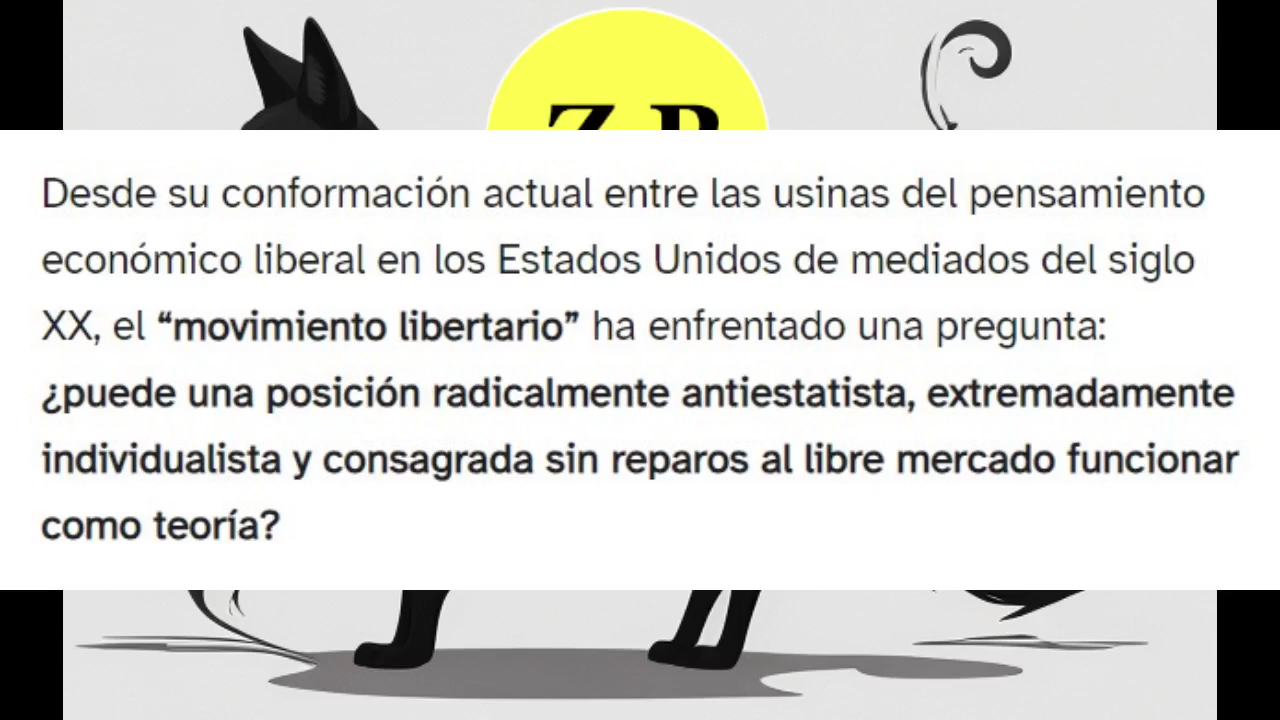 Z R
Desde su conformación actual entre las usinas del pensamiento
económico liberal en los Estados Unidos de mediados del siglo
XX, el “movimiento libertario” ha enfrentado una pregunta:
¿puede una posición radicalmente antiestatista, extremadamente
individualista y consagrada sin reparos al libre mercado funcionar
como teoría?